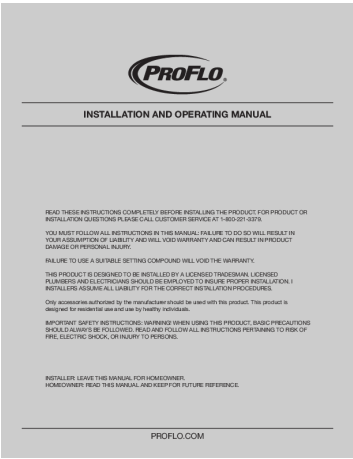 PROFLO®
INSTALLATION AND OPERATING MANUAL
READ THESE INSTRUCTIONS COMPLETELY BEFORE INSTALLING THE PRODUCT. FOR PRODUCT OR
INSTALLATION QUESTIONS PLEASE CALL CUSTOMER SERVICE AT 1-800-221-3379.
YOU MUST FOLLOW ALL INSTRUCTIONS IN THIS MANUAL: FAILURE TO DO SO WILL RESULT IN
YOUR ASSUMPTION OF LIABILITY AND WILL VOID WARRANTY AND CAN RESULT IN PRODUCT
DAMAGE OR PERSONAL INJURY.
FAILURE TO USE A SUITABLE SETTING COMPOUND WILL VOID THE WARRANTY.
THIS PRODUCT IS DESIGNED TO BE INSTALLED BY A LICENSED TRADESMAN, LICENSED
PLUMBERS AND ELECTRICIANS SHOULD BE EMPLOYED TO INSURE PROPER INSTALLATION. I
INSTALLERS ASSUME ALL LIABILITY FOR THE CORRECT INSTALLATION PROCEDURES.
Only accessories authorized by the manufacturer should be used with this product. This product is
designed for residential use and use by healthy individuals.
IMPORTANT SAFETY INSTRUCTIONS: WARNING! WHEN USING THIS PRODUCT, BASIC PRECAUTIONS
SHOULD ALWAYS BE FOLLOWED. READ AND FOLLOW ALL INSTRUCTIONS PERTAINING TO RISK OF
FIRE, ELECTRIC SHOCK, OR INJURY TO PERSONS.
INSTALLER: LEAVE THIS MANUAL FOR HOMEOWNER.
HOMEOWNER: READ THIS MANUAL AND KEEP FOR FUTURE REFERENCE.
PROFLO.COM